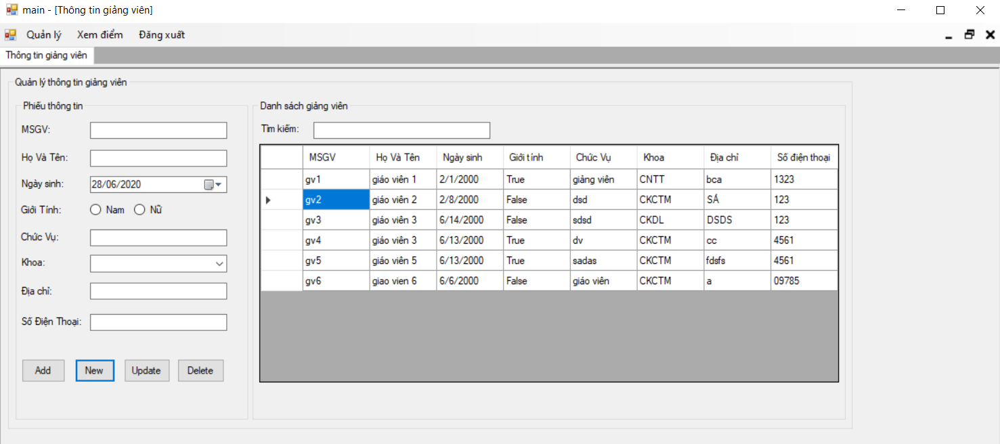 main - [Thông tin giảng viên]
Quản lý Xem điểm Đăng xuất
Thông tin giảng viên
Quản lý thông tin giảng viên
Phiếu thông tin
MSGV:
Họ Và Tên:
Ngày sinh: 28/06/2020
Giới Tính: Nam Nữ
Chức Vụ:
Khoa:
Địa chỉ:
Số Điện Thoại:
Add New Update Delete
Danh sách giảng viên
Tìm kiếm:
MSGV Họ Và Tên Ngày sinh Giới tính Chức Vụ Khoa Địa chỉ Số điện thoại
gv1 giáo viên 1 2/1/2000 True giảng viên CNTT bca 1323
gv2 giáo viên 2 2/8/2000 False dsd CKCTM SÁ 123
gv3 giáo viên 3 6/14/2000 False sdsd CKDL DSDS 123
gv4 giáo viên 3 6/13/2000 True dv CKCTM cc 4561
gv5 giáo viên 5 6/13/2000 True sadas CKCTM fdsfs 4561
gv6 giao vien 6 6/6/2000 False giáo viên CKCTM a 09785